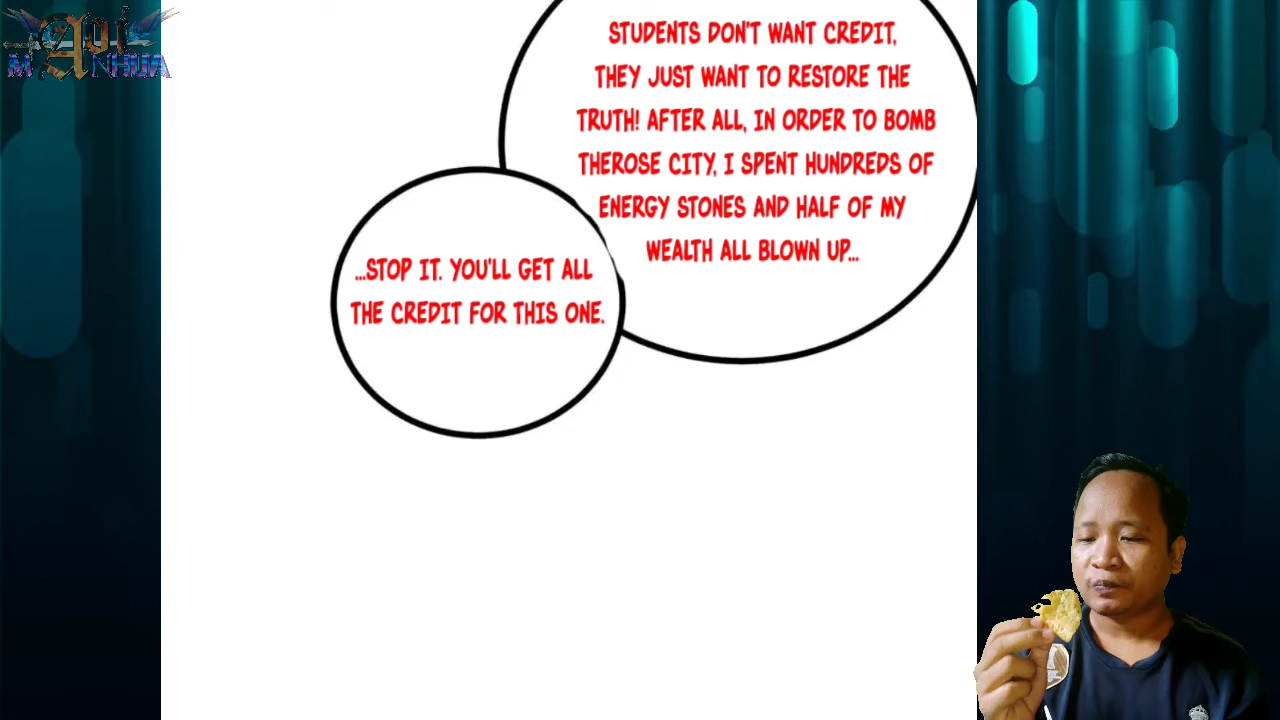 Api
MANHUA
STUDENTS DON'T WANT CREDIT,
THEY JUST WANT TO RESTORE THE
TRUTH! AFTER ALL, IN ORDER TO BOMB
THEROSE CITY, I SPENT HUNDREDS OF
ENERGY STONES AND HALF OF MY
WEALTH ALL BLOWN UP...
...STOP IT. YOU'LL GET ALL
THE CREDIT FOR THIS ONE.